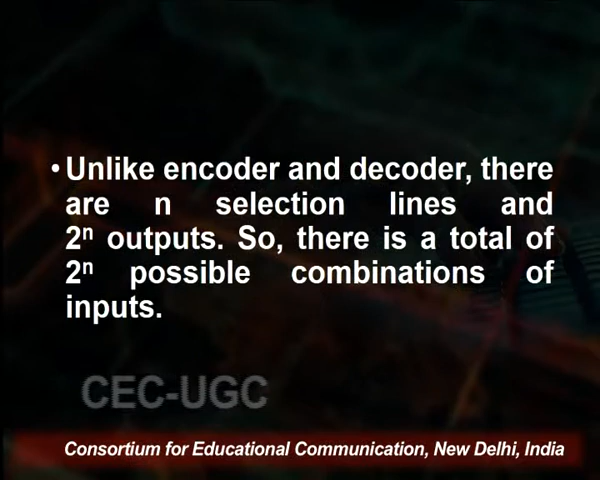 • Unlike encoder and decoder, there
are n selection lines and
2ⁿ outputs. So, there is a total of
2ⁿ possible combinations of
inputs.
CEC-UGC
Consortium for Educational Communication, New Delhi, India